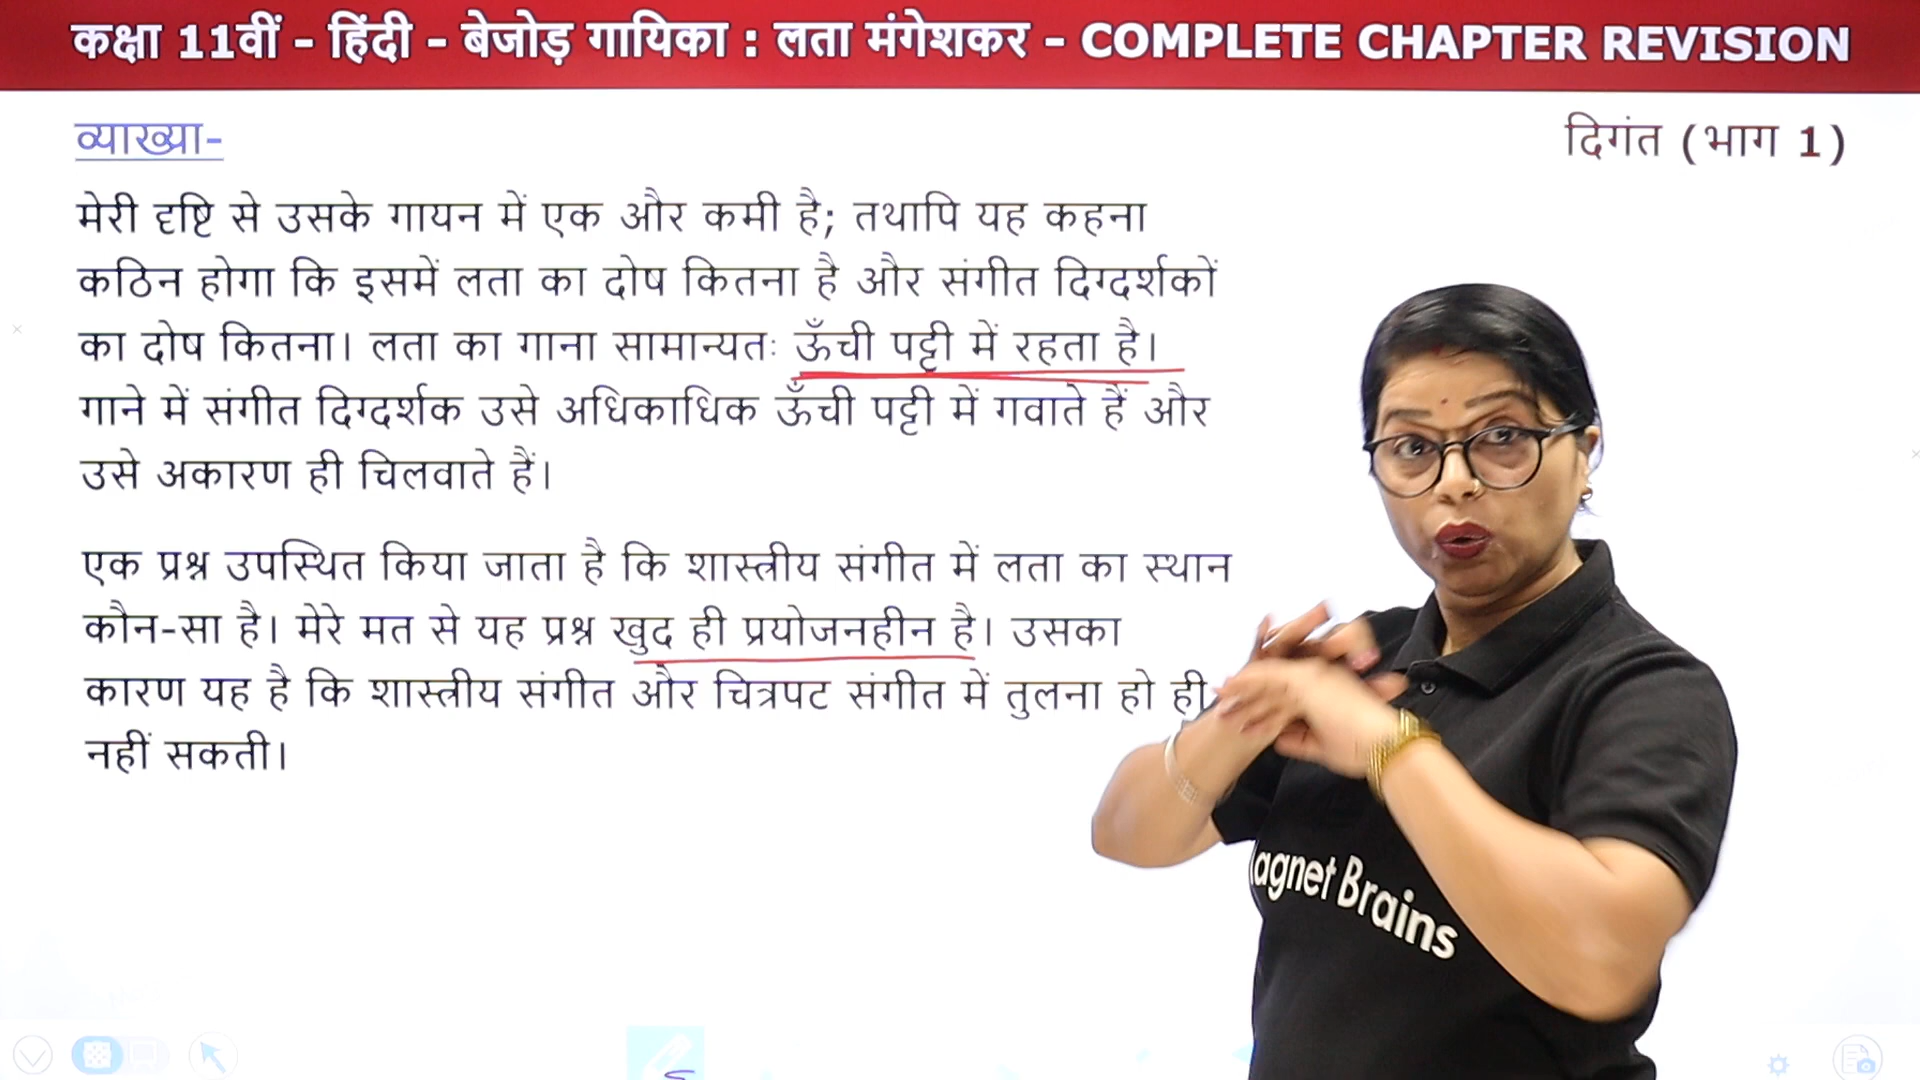 कक्षा 11वीं - हिंदी - बेजोड़ गायिका : लता मंगेशकर - COMPLETE CHAPTER REVISION
व्याख्या-
दिगंत (भाग 1)
मेरी दृष्टि से उसके गायन में एक और कमी है; तथापि यह कहना
कठिन होगा कि इसमें लता का दोष कितना है और संगीत दिग्दर्शकों
का दोष कितना। लता का गाना सामान्यतः ऊँची पट्टी में रहता है।
गाने में संगीत दिग्दर्शक उसे अधिकाधिक ऊँची पट्टी में गवाते हैं और
उसे अकारण ही चिलवाते हैं।
एक प्रश्न उपस्थित किया जाता है कि शास्त्रीय संगीत में लता का स्थान
कौन-सा है। मेरे मत से यह प्रश्न खुद ही प्रयोजनहीन है। उसका
कारण यह है कि शास्त्रीय संगीत और चित्रपट संगीत में तुलना हो ही
नहीं सकती।
agnet Brains